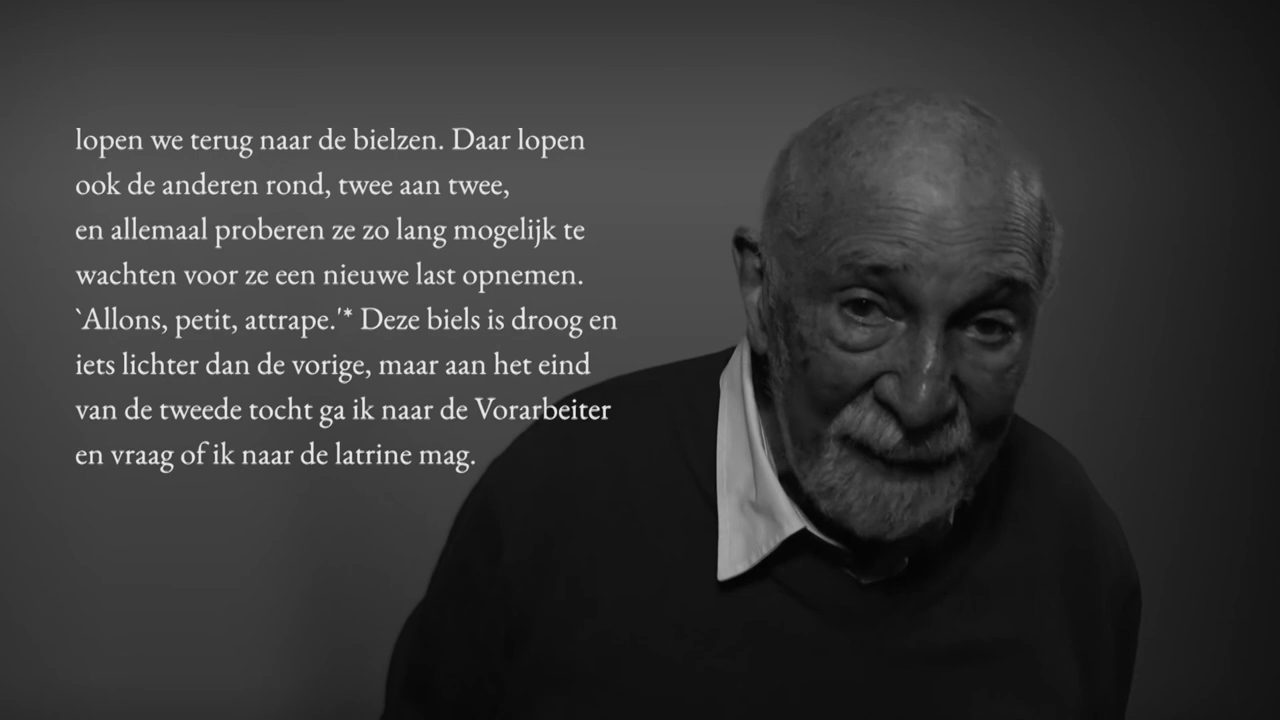 lopen we terug naar de bielzen. Daar lopen
ook de anderen rond, twee aan twee,
en allemaal proberen ze zo lang mogelijk te
wachten voor ze een nieuwe last opnemen.
`Allons, petit, attrape.'* Deze biels is droog en
iets lichter dan de vorige, maar aan het eind
van de tweede tocht ga ik naar de Vorarbeiter
en vraag of ik naar de latrine mag.